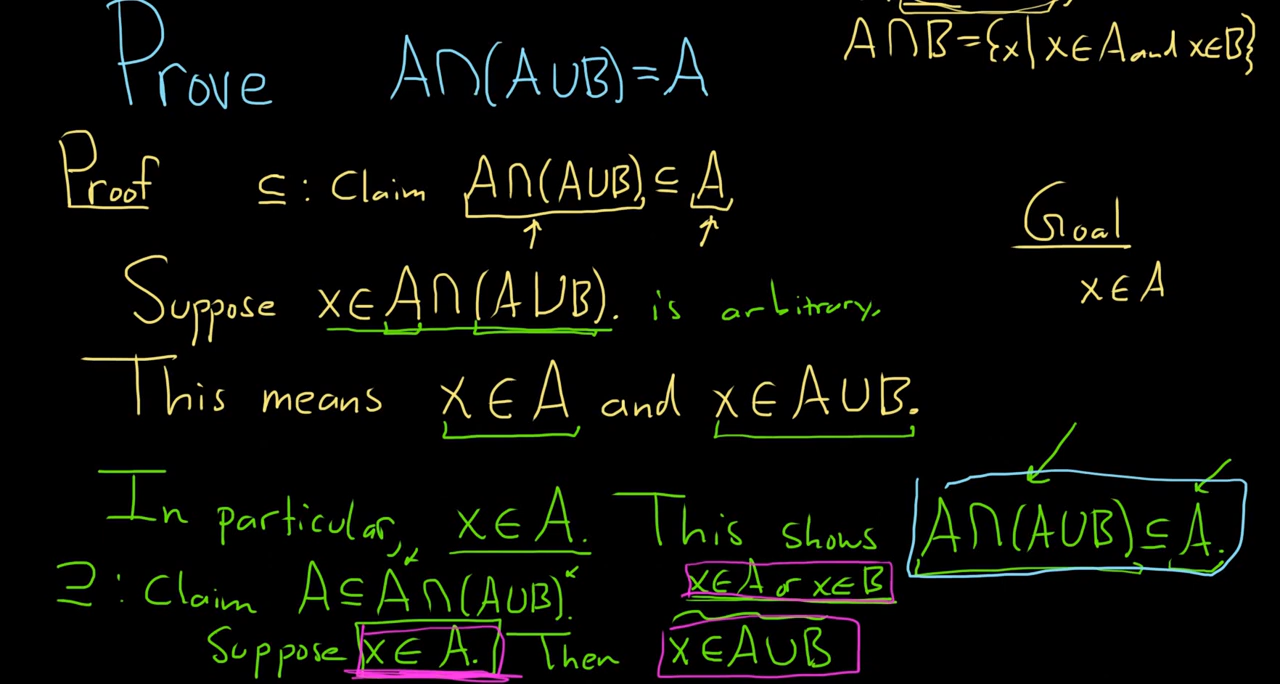 Prove A∩(A∪B)=A
A∩B={x| x∈A and x∈B}
Proof ⊆: Claim A∩(A∪B) ⊆ A
Goal
x∈A
Suppose x∈A∩(A∪B). is arbitrary.
This means x∈A and x∈A∪B.
In particular, x∈A. This shows A∩(A∪B)⊆A.
⊇: Claim A⊆A∩(A∪B). x∈A or x∈B
Suppose x∈A. Then x∈A∪B